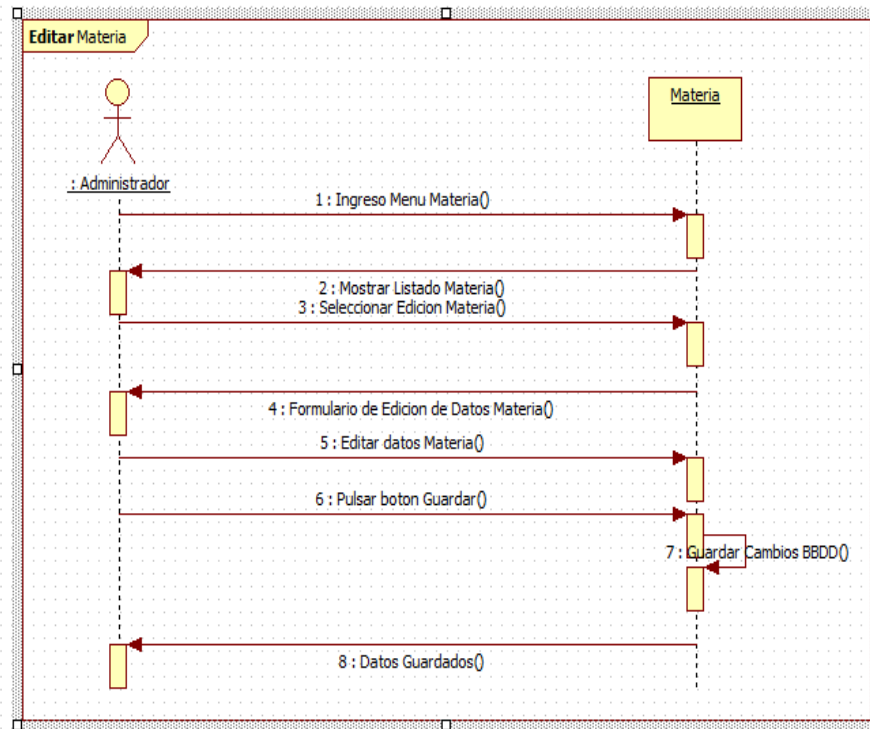 Editar Materia
Materia
: Administrador
1 : Ingreso Menu Materia()
2 : Mostrar Listado Materia()
3 : Seleccionar Edicion Materia()
4 : Formulario de Edicion de Datos Materia()
5 : Editar datos Materia()
6 : Pulsar boton Guardar()
7 : Guardar Cambios BBDD()
8 : Datos Guardados()